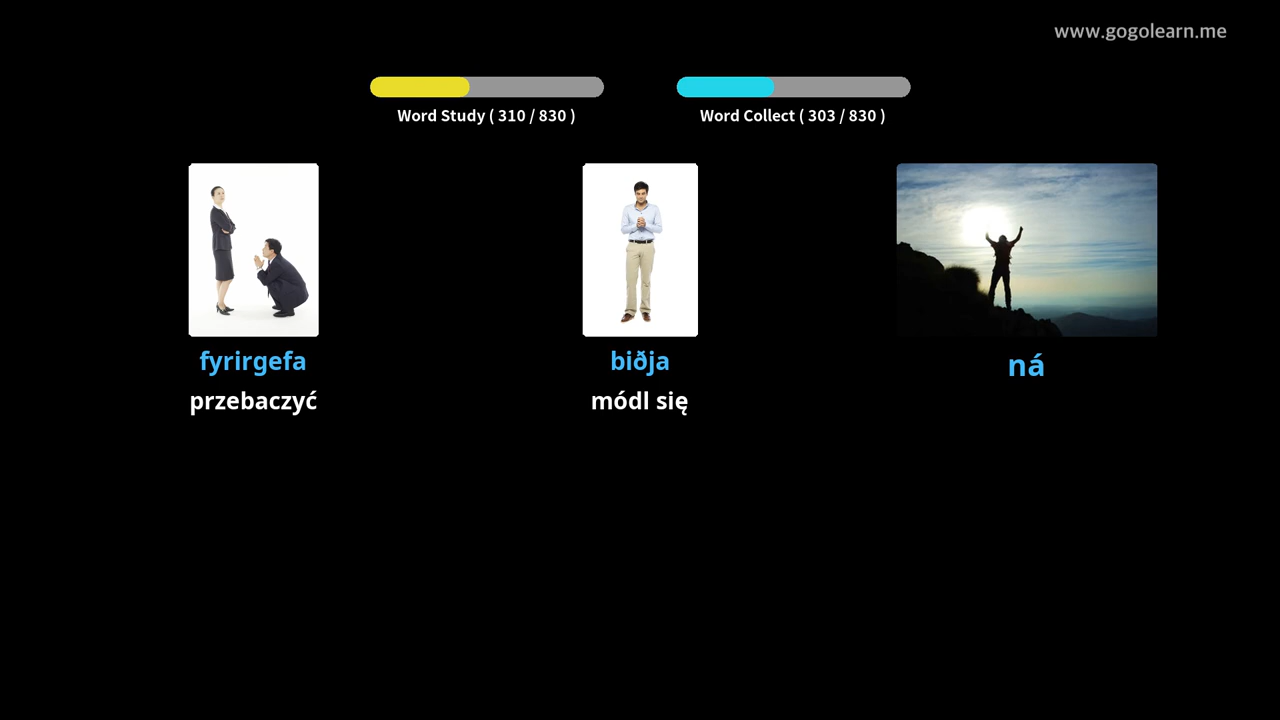 www.gogolearn.me
Word Study ( 310 / 830 )
Word Collect ( 303 / 830 )
fyrirgefa
przebaczyć
biðja
módl się
ná